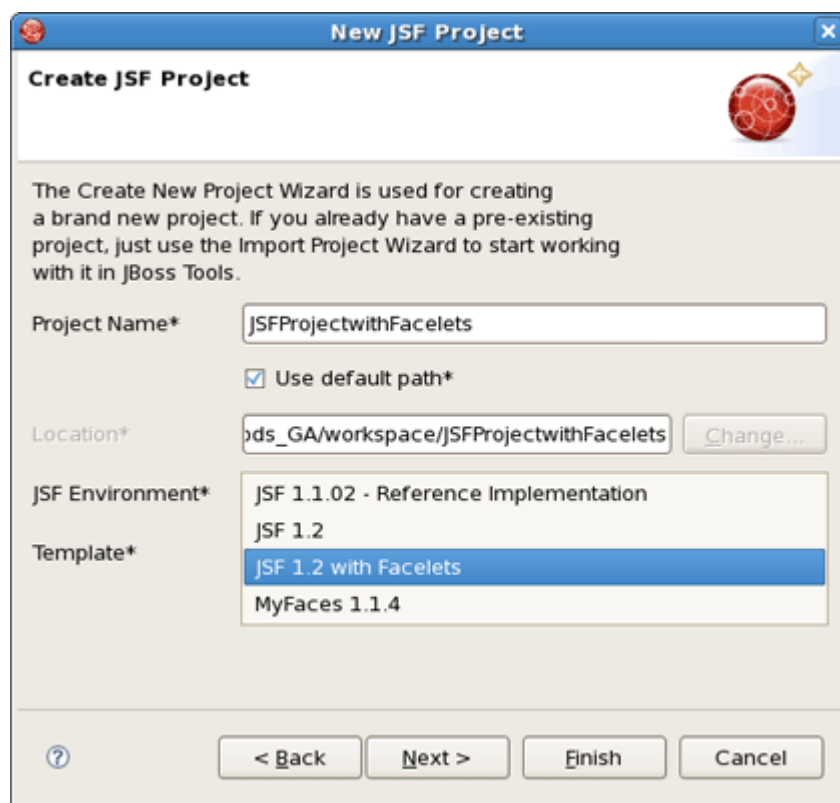 New JSF Project
Create JSF Project
The Create New Project Wizard is used for creating
a brand new project. If you already have a pre-existing
project, just use the Import Project Wizard to start working
with it in JBoss Tools.
Project Name* JSFProjectwithFacelets
Use default path*
Location* ods_GA/workspace/JSFProjectwithFacelets Change...
JSF Environment* JSF 1.1.02 - Reference Implementation
JSF 1.2
Template* JSF 1.2 with Facelets
MyFaces 1.1.4
? < Back Next > Finish Cancel